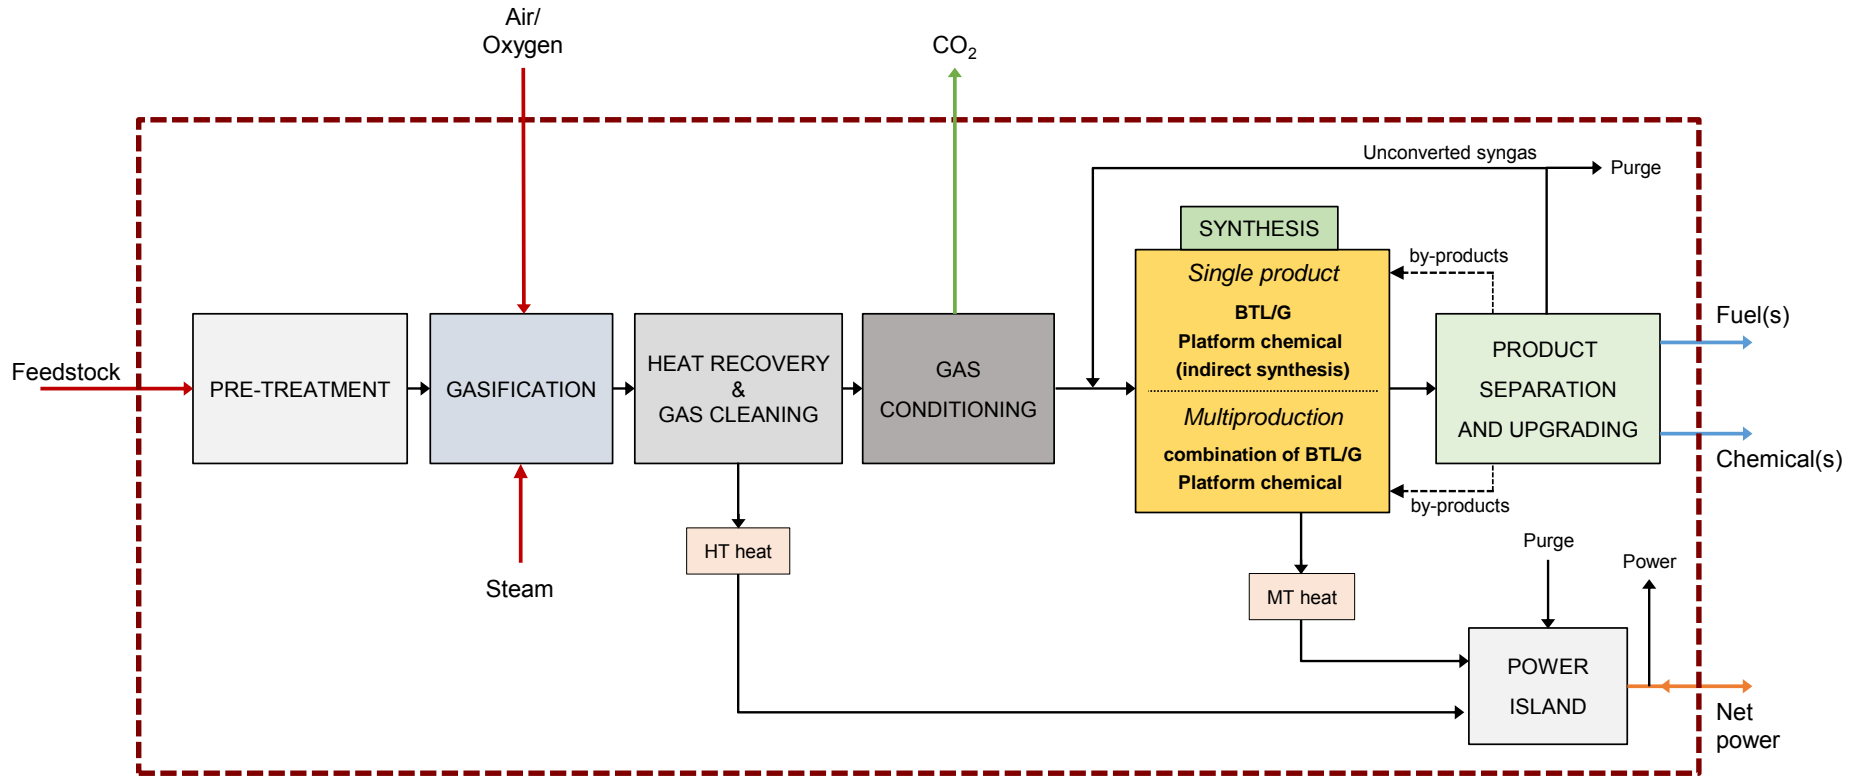 Air/
Oxygen
CO2
Unconverted syngas
Purge
SYNTHESIS
Single product
BTL/G
Platform chemical
(indirect synthesis)
Multiproduction
combination of BTL/G
Platform chemical
by-products
by-products
Feedstock
PRE-TREATMENT
GASIFICATION
HEAT RECOVERY
&
GAS CLEANING
GAS
CONDITIONING
PRODUCT
SEPARATION
AND UPGRADING
Fuel(s)
Chemical(s)
Steam
HT heat
MT heat
Purge
Power
POWER
ISLAND
Net
power